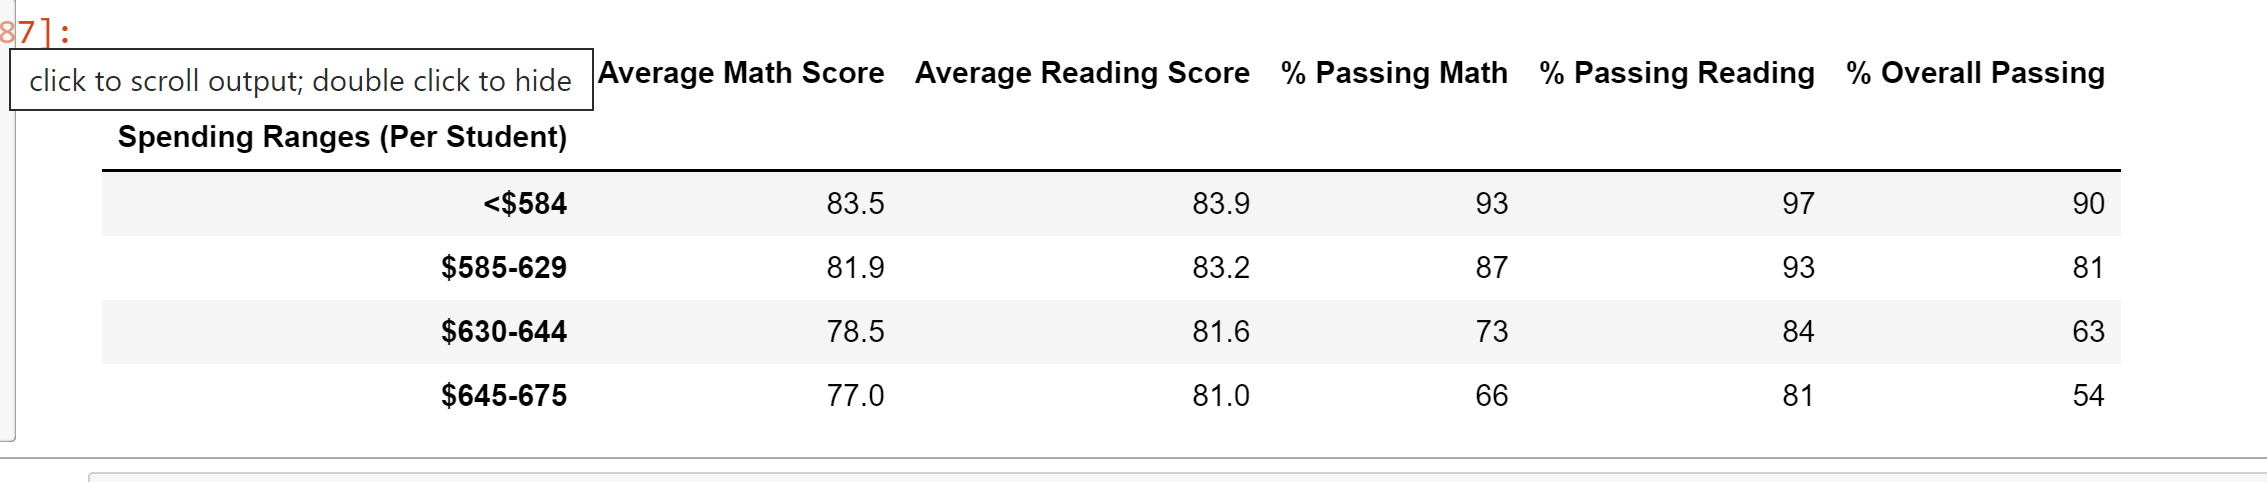 87]:
click to scroll output; double click to hide
Average Math Score Average Reading Score % Passing Math % Passing Reading % Overall Passing
Spending Ranges (Per Student)
<$584 83.5 83.9 93 97 90
$585-629 81.9 83.2 87 93 81
$630-644 78.5 81.6 73 84 63
$645-675 77.0 81.0 66 81 54